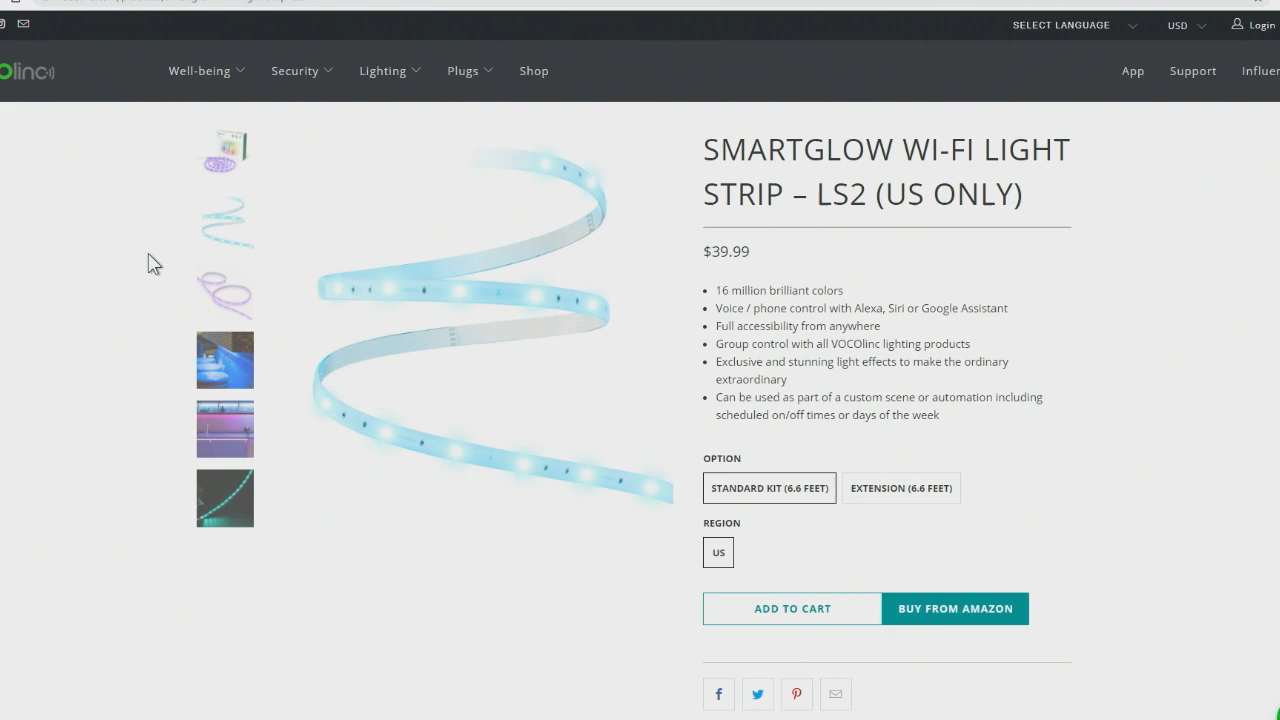 SELECT LANGUAGE
USD
Login
olinc
Well-being
Security
Lighting
Plugs
Shop
App
Support
Influen
SMARTGLOW WI-FI LIGHT
STRIP – LS2 (US ONLY)
$39.99
16 million brilliant colors
Voice / phone control with Alexa, Siri or Google Assistant
Full accessibility from anywhere
Group control with all VOCOlinc lighting products
Exclusive and stunning light effects to make the ordinary
extraordinary
Can be used as part of a custom scene or automation including
scheduled on/off times or days of the week
OPTION
STANDARD KIT (6.6 FEET)
EXTENSION (6.6 FEET)
REGION
US
ADD TO CART
BUY FROM AMAZON